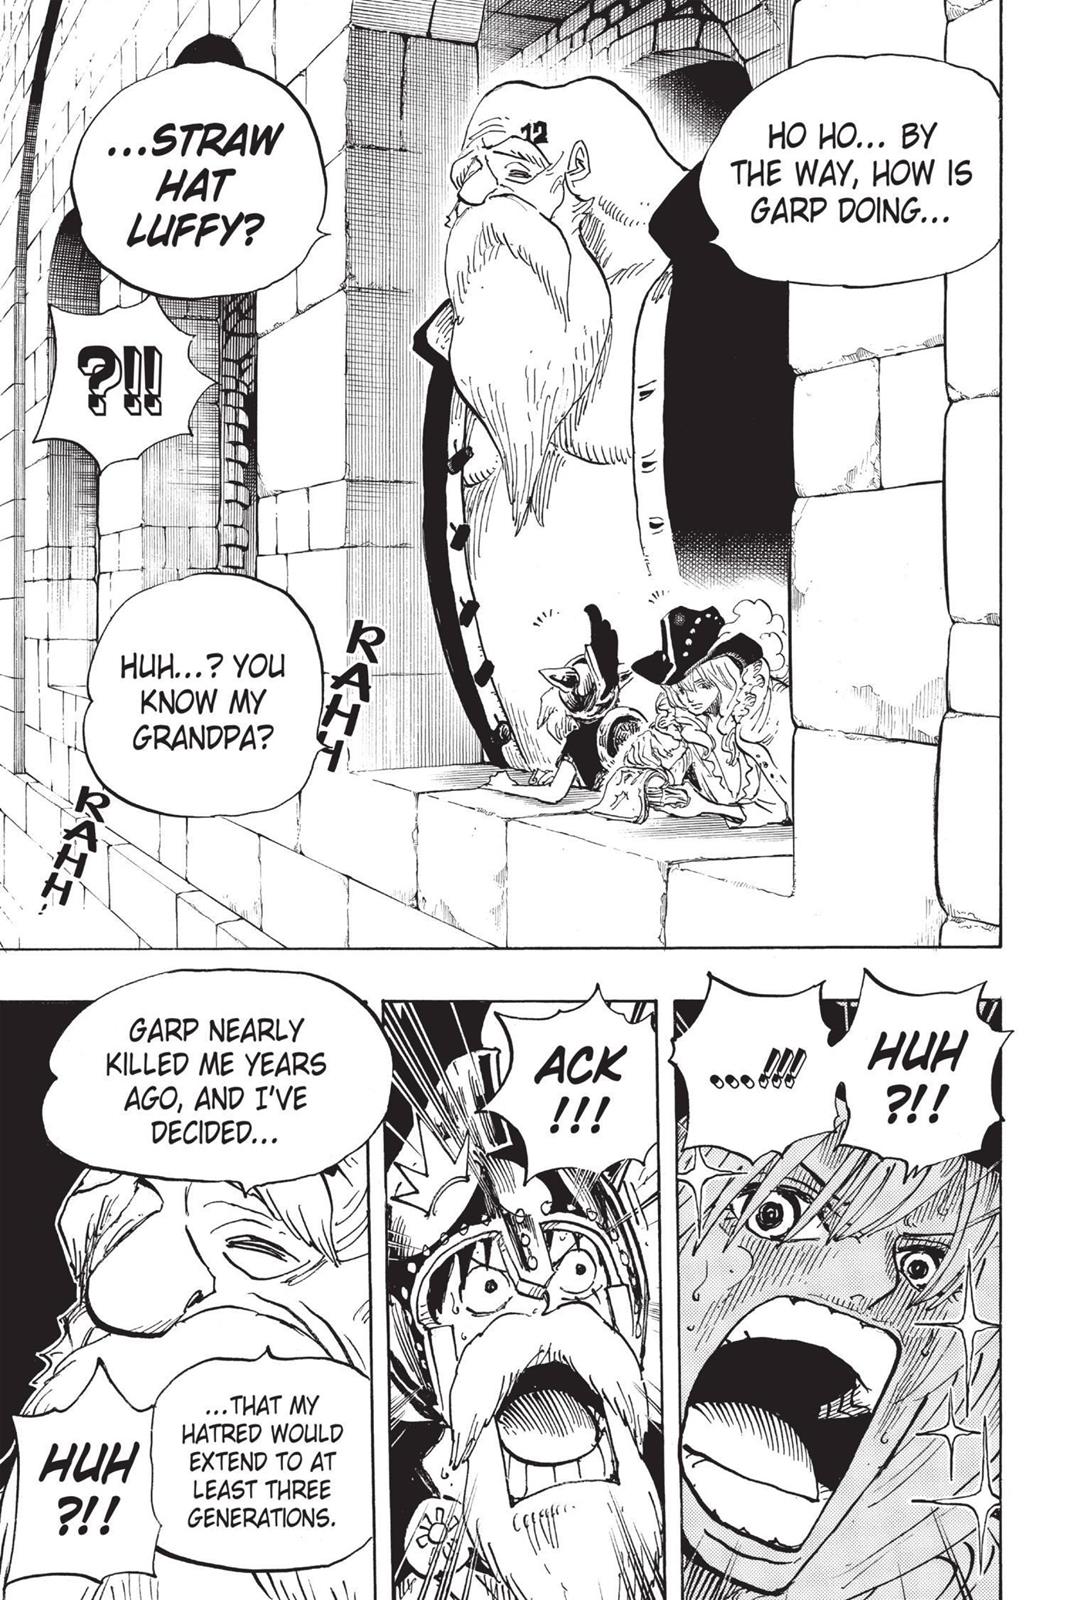 HO HO... BY
THE WAY, HOW IS
GARP DOING...
12
...STRAW
HAT
LUFFY?
?!!
HUH...? YOU
KNOW MY
GRANDPA?
RAHH
RAHH!
HUH
?!!
...!!!
ACK
!!!
GARP NEARLY
KILLED ME YEARS
AGO, AND I'VE
DECIDED...
...THAT MY
HATRED WOULD
EXTEND TO AT
LEAST THREE
GENERATIONS.
HUH
?!!